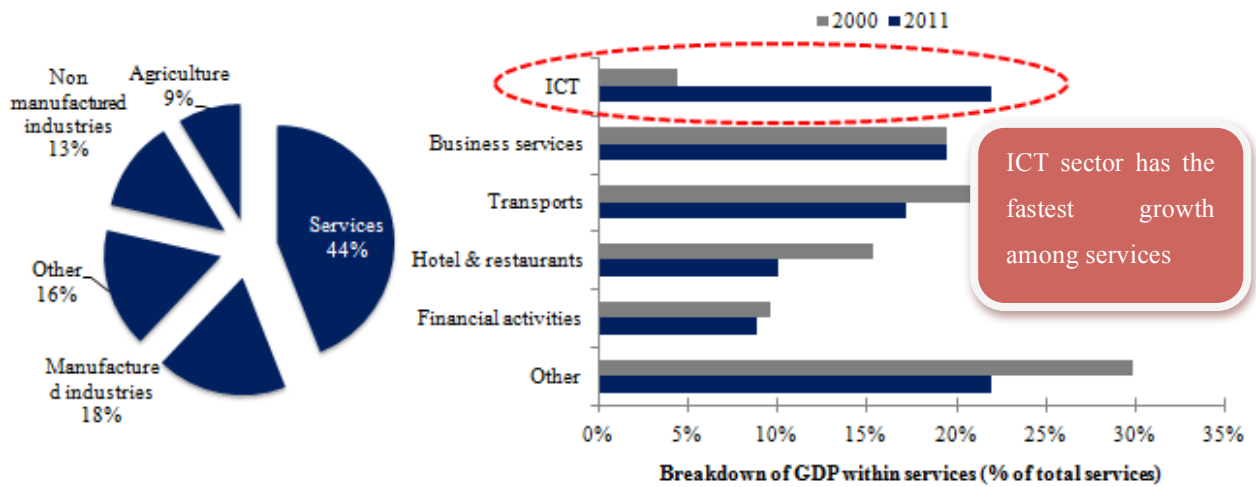 Non
manufactured
industries
13%
Agriculture
9%
Services
44%
Other
16%
Manufacture
d industries
18%
2000 2011
ICT
Business services
Transports
Hotel & restaurants
Financial activities
Other
0% 5% 10% 15% 20% 25% 30% 35%
Breakdown of GDP within services (% of total services)
ICT sector has the
fastest growth
among services